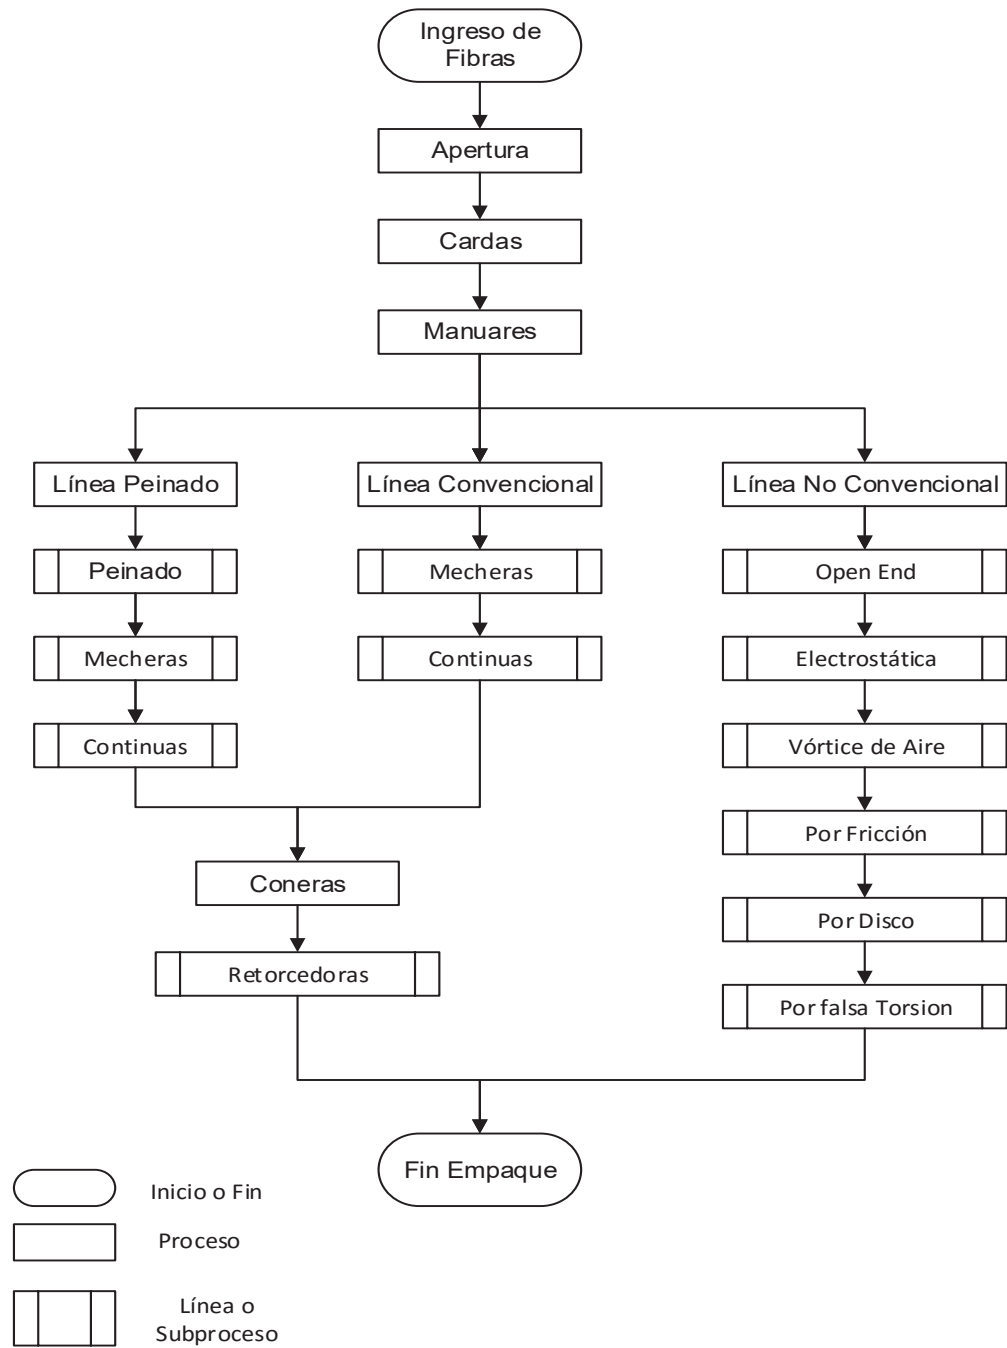 Ingreso de
Fibras
Apertura
Cardas
Manuares
Línea Peinado
Línea Convencional
Línea No Convencional
Peinado
Mecheras
Open End
Mecheras
Continuas
Electrostática
Continuas
Vórtice de Aire
Por Fricción
Coneras
Por Disco
Retorcedoras
Por falsa Torsion
Fin Empaque
Inicio o Fin
Proceso
Línea o
Subproceso